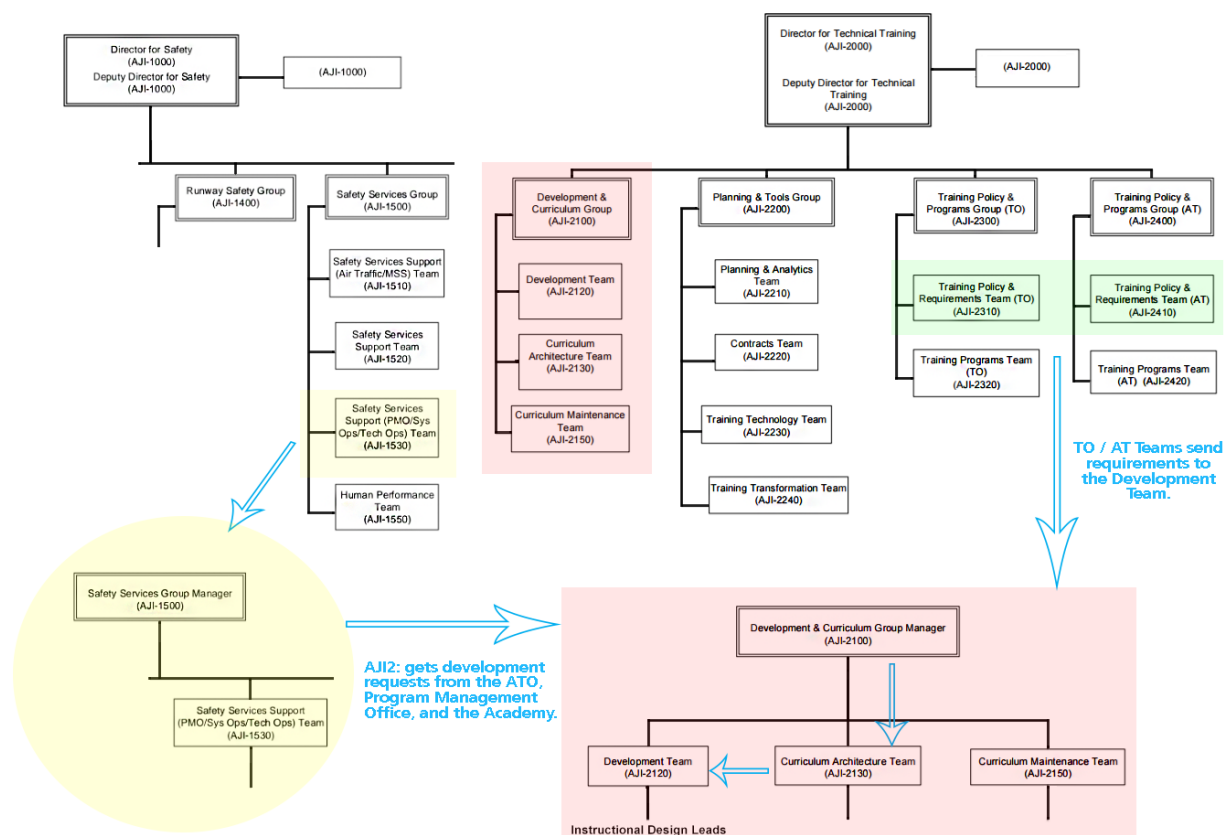 Director for Safety
(AJI-1000)
Deputy Director for Safety
(AJI-1000)
(AJI-1000)
Director for Technical Training
(AJI-2000)
Deputy Director for Technical
Training
(AJI-2000)
(AJI-2000)
Runway Safety Group
(AJI-1400)
Safety Services Group
(AJI-1500)
Safety Services Support
(Air Traffic/MSS) Team
(AJI-1510)
Safety Services
Support Team
(AJI-1520)
Safety Services
Support (PMO/Sys
Ops/Tech Ops) Team
(AJI-1530)
Human Performance
Team
(AJI-1550)
Development &
Curriculum Group
(AJI-2100)
Development Team
(AJI-2120)
Curriculum
Architecture Team
(AJI-2130)
Curriculum Maintenance
Team
(AJI-2150)
Planning & Tools Group
(AJI-2200)
Planning & Analytics
Team
(AJI-2210)
Contracts Team
(AJI-2220)
Training Technology Team
(AJI-2230)
Training Transformation Team
(AJI-2240)
Training Policy &
Programs Group (TO)
(AJI-2300)
Training Policy &
Requirements Team (TO)
(AJI-2310)
Training Programs Team
(TO)
(AJI-2320)
Training Policy &
Programs Group (AT)
(AJI-2400)
Training Policy &
Requirements Team (AT)
(AJI-2410)
Training Programs Team
(AT) (AJI-2420)
TO / AT Teams send
requirements to
the Development
Team.
Safety Services Group Manager
(AJI-1500)
Safety Services Support
(PMO/Sys Ops/Tech Ops) Team
(AJI-1530)
AJI2: gets development
requests from the ATO,
Program Management
Office, and the Academy.
Development & Curriculum Group Manager
(AJI-2100)
Development Team
(AJI-2120)
Curriculum Architecture Team
(AJI-2130)
Curriculum Maintenance Team
(AJI-2150)
Instructional Design Leads